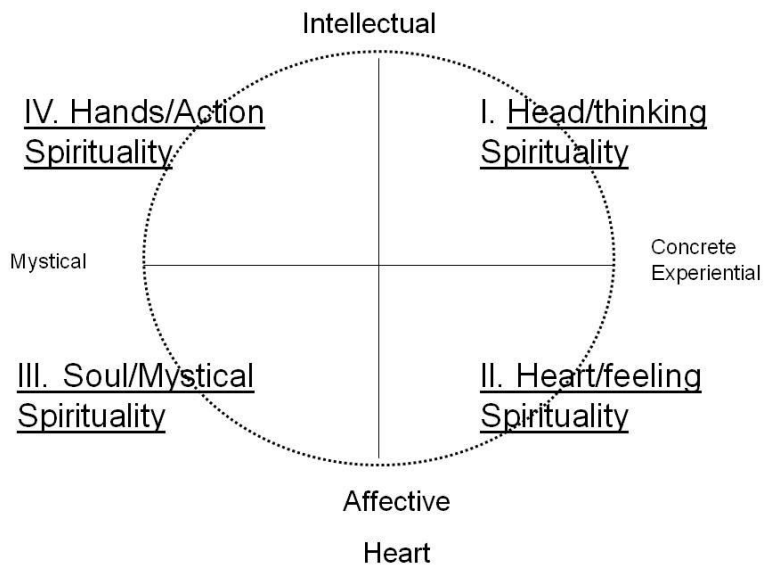 Intellectual
IV. Hands/Action
Spirituality
I. Head/thinking
Spirituality
Mystical
Concrete
Experiential
III. Soul/Mystical
Spirituality
II. Heart/feeling
Spirituality
Affective
Heart